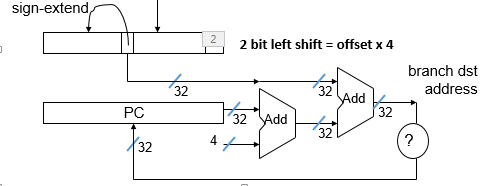 sign-extend
2
2 bit left shift = offset x 4
32
32
branch dst
address
Add
32
PC
32
Add
4
32
?
32